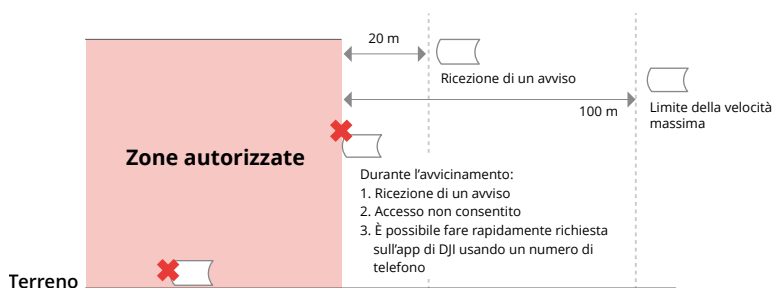 20 m
Ricezione di un avviso
100 m
Limite della velocità
massima
Zone autorizzate
Durante l’avvicinamento:
1. Ricezione di un avviso
2. Accesso non consentito
3. È possibile fare rapidamente richiesta
sull’app di DJI usando un numero di
telefono
Terreno